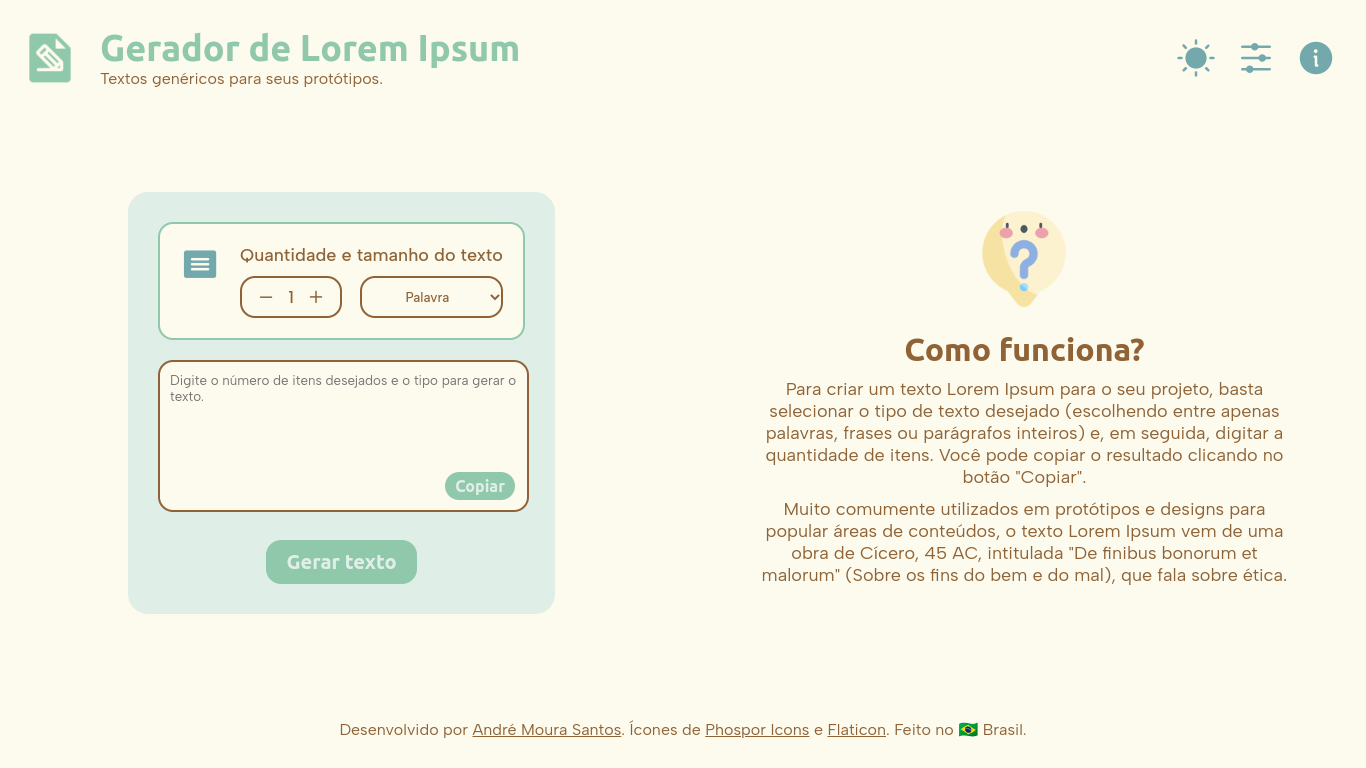 Gerador de Lorem Ipsum
Textos genéricos para seus protótipos.
Quantidade e tamanho do texto
1
Palavra
Digite o número de itens desejados e o tipo para gerar o
texto.
Copiar
Gerar texto
Como funciona?
Para criar um texto Lorem Ipsum para o seu projeto, basta
selecionar o tipo de texto desejado (escolhendo entre apenas
palavras, frases ou parágrafos inteiros) e, em seguida, digitar a
quantidade de itens. Você pode copiar o resultado clicando no
botão "Copiar".
Muito comumente utilizados em protótipos e designs para
popular áreas de conteúdos, o texto Lorem Ipsum vem de uma
obra de Cícero, 45 AC, intitulada "De finibus bonorum et
malorum" (Sobre os fins do bem e do mal), que fala sobre ética.
Desenvolvido por André Moura Santos. Ícones de Phospor Icons e Flaticon. Feito no 🇧🇷 Brasil.